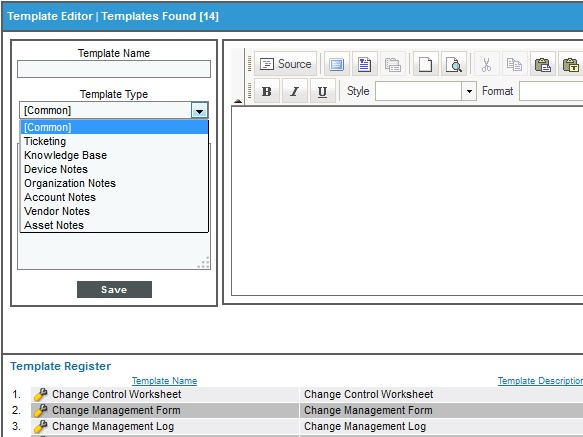 Template Editor | Templates Found [14]
Template Name
Template Type
[Common]
[Common]
Ticketing
Knowledge Base
Device Notes
Organization Notes
Account Notes
Vendor Notes
Asset Notes
Save
Source
B I U Style Format
Template Register
Template Name Template Description
1. Change Control Worksheet Change Control Worksheet
2. Change Management Form Change Management Form
3. Change Management Log Change Management Log